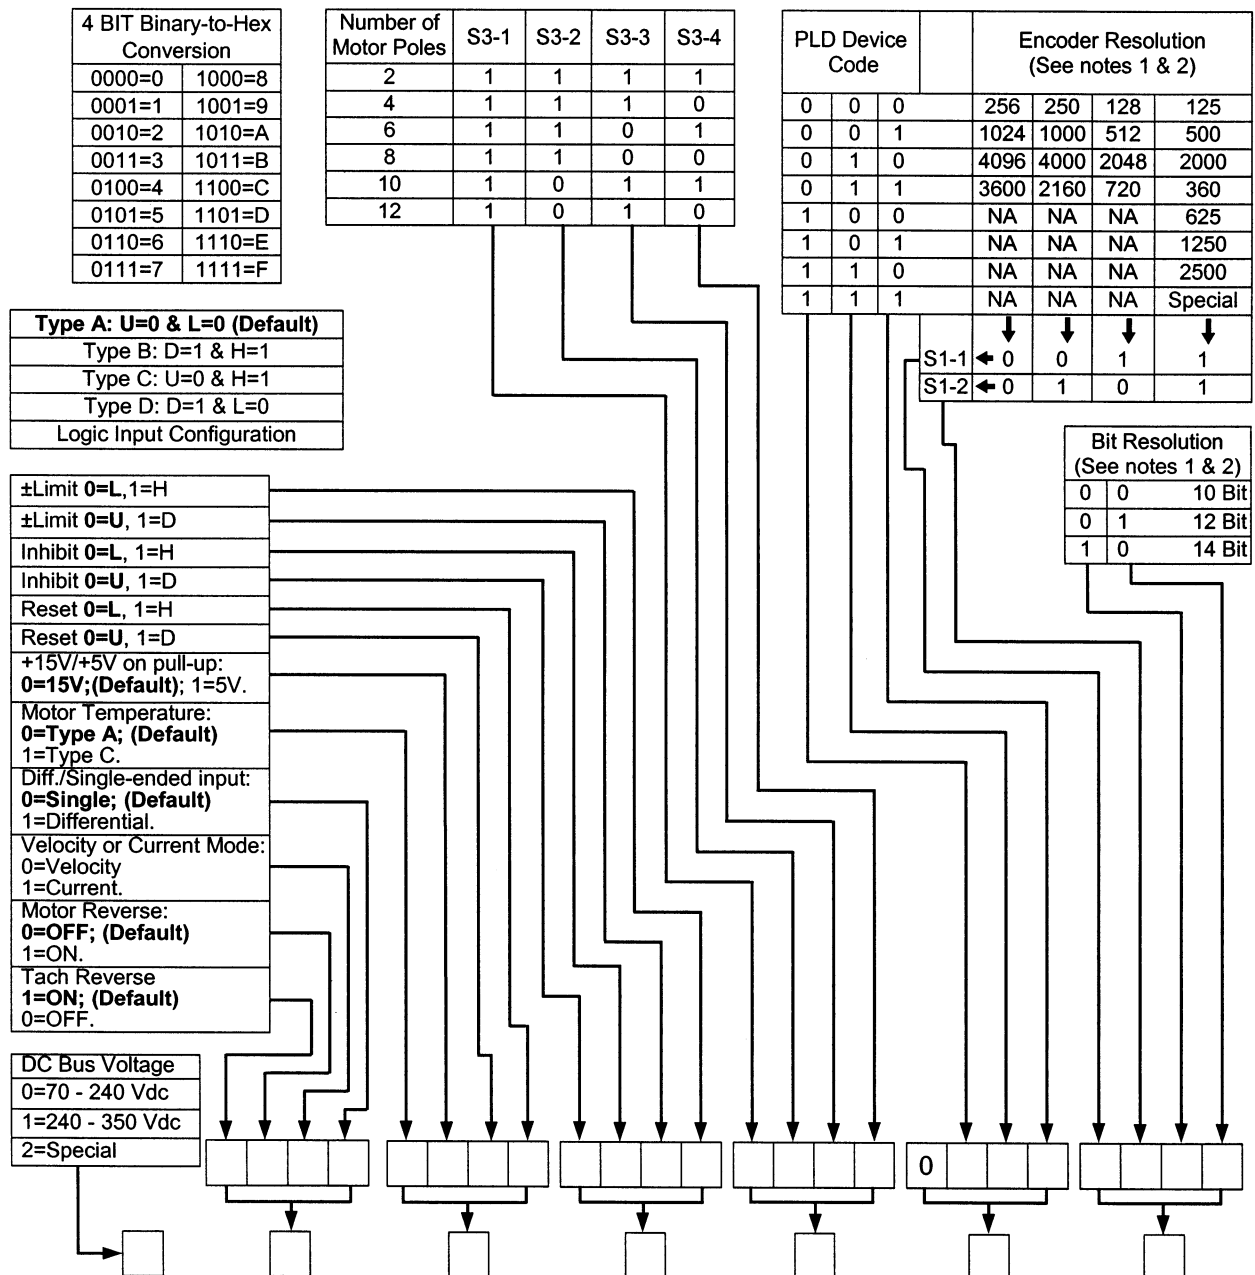 4 BIT Binary-to-Hex
Conversion
0000=0 1000=8
0001=1 1001=9
0010=2 1010=A
0011=3 1011=B
0100=4 1100=C
0101=5 1101=D
0110=6 1110=E
0111=7 1111=F
Number of
Motor Poles S3-1 S3-2 S3-3 S3-4
2 1 1 1 1
4 1 1 1 0
6 1 1 0 1
8 1 1 0 0
10 1 0 1 1
12 1 0 1 0
PLD Device
Code
Encoder Resolution
(See notes 1 & 2)
0 0 0 256 250 128 125
0 0 1 1024 1000 512 500
0 1 0 4096 4000 2048 2000
0 1 1 3600 2160 720 360
1 0 0 NA NA NA 625
1 0 1 NA NA NA 1250
1 1 0 NA NA NA 2500
1 1 1 NA NA NA Special
S1-1 0 0 1 1
S1-2 0 1 0 1
Type A: U=0 & L=0 (Default)
Type B: D=1 & H=1
Type C: U=0 & H=1
Type D: D=1 & L=0
Logic Input Configuration
Bit Resolution
(See notes 1 & 2)
0 0 10 Bit
0 1 12 Bit
1 0 14 Bit
±Limit 0=L,1=H
±Limit 0=U, 1=D
Inhibit 0=L, 1=H
Inhibit 0=U, 1=D
Reset 0=L, 1=H
Reset 0=U, 1=D
+15V/+5V on pull-up:
0=15V;(Default); 1=5V.
Motor Temperature:
0=Type A; (Default)
1=Type C.
Diff./Single-ended input:
0=Single; (Default)
1=Differential.
Velocity or Current Mode:
0=Velocity
1=Current.
Motor Reverse:
0=OFF; (Default)
1=ON.
Tach Reverse
1=ON; (Default)
0=OFF.
DC Bus Voltage
0=70 - 240 Vdc
1=240 - 350 Vdc
2=Special
0